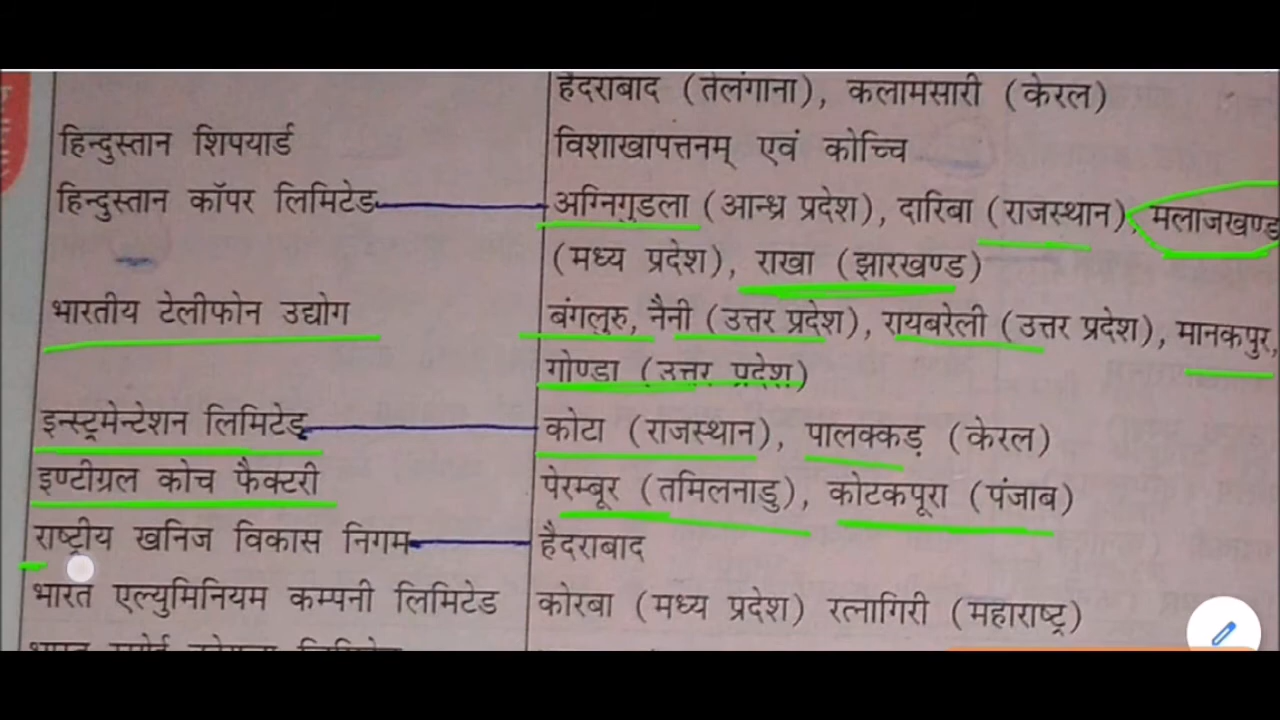 हैदराबाद (तेलंगाना), कलामसारी (केरल)
हिन्दुस्तान शिपयार्ड विशाखापत्तनम् एवं कोच्चि
हिन्दुस्तान कॉपर लिमिटेड अग्निगुडला (आन्ध्र प्रदेश), दारिबा (राजस्थान), मलाजखण्ड
(मध्य प्रदेश), राखा (झारखण्ड)
भारतीय टेलीफोन उद्योग बंगलुरु, नैनी (उत्तर प्रदेश), रायबरेली (उत्तर प्रदेश), मानकपुर,
गोण्डा (उत्तर प्रदेश)
इन्स्ट्रमेन्टेशन लिमिटेड कोटा (राजस्थान), पालक्कड़ (केरल)
इण्टीग्रल कोच फैक्टरी पेरम्बूर (तमिलनाडु), कोटकपूरा (पंजाब)
राष्ट्रीय खनिज विकास निगम हैदराबाद
भारत एल्युमिनियम कम्पनी लिमिटेड कोरबा (मध्य प्रदेश) रत्नागिरी (महाराष्ट्र)